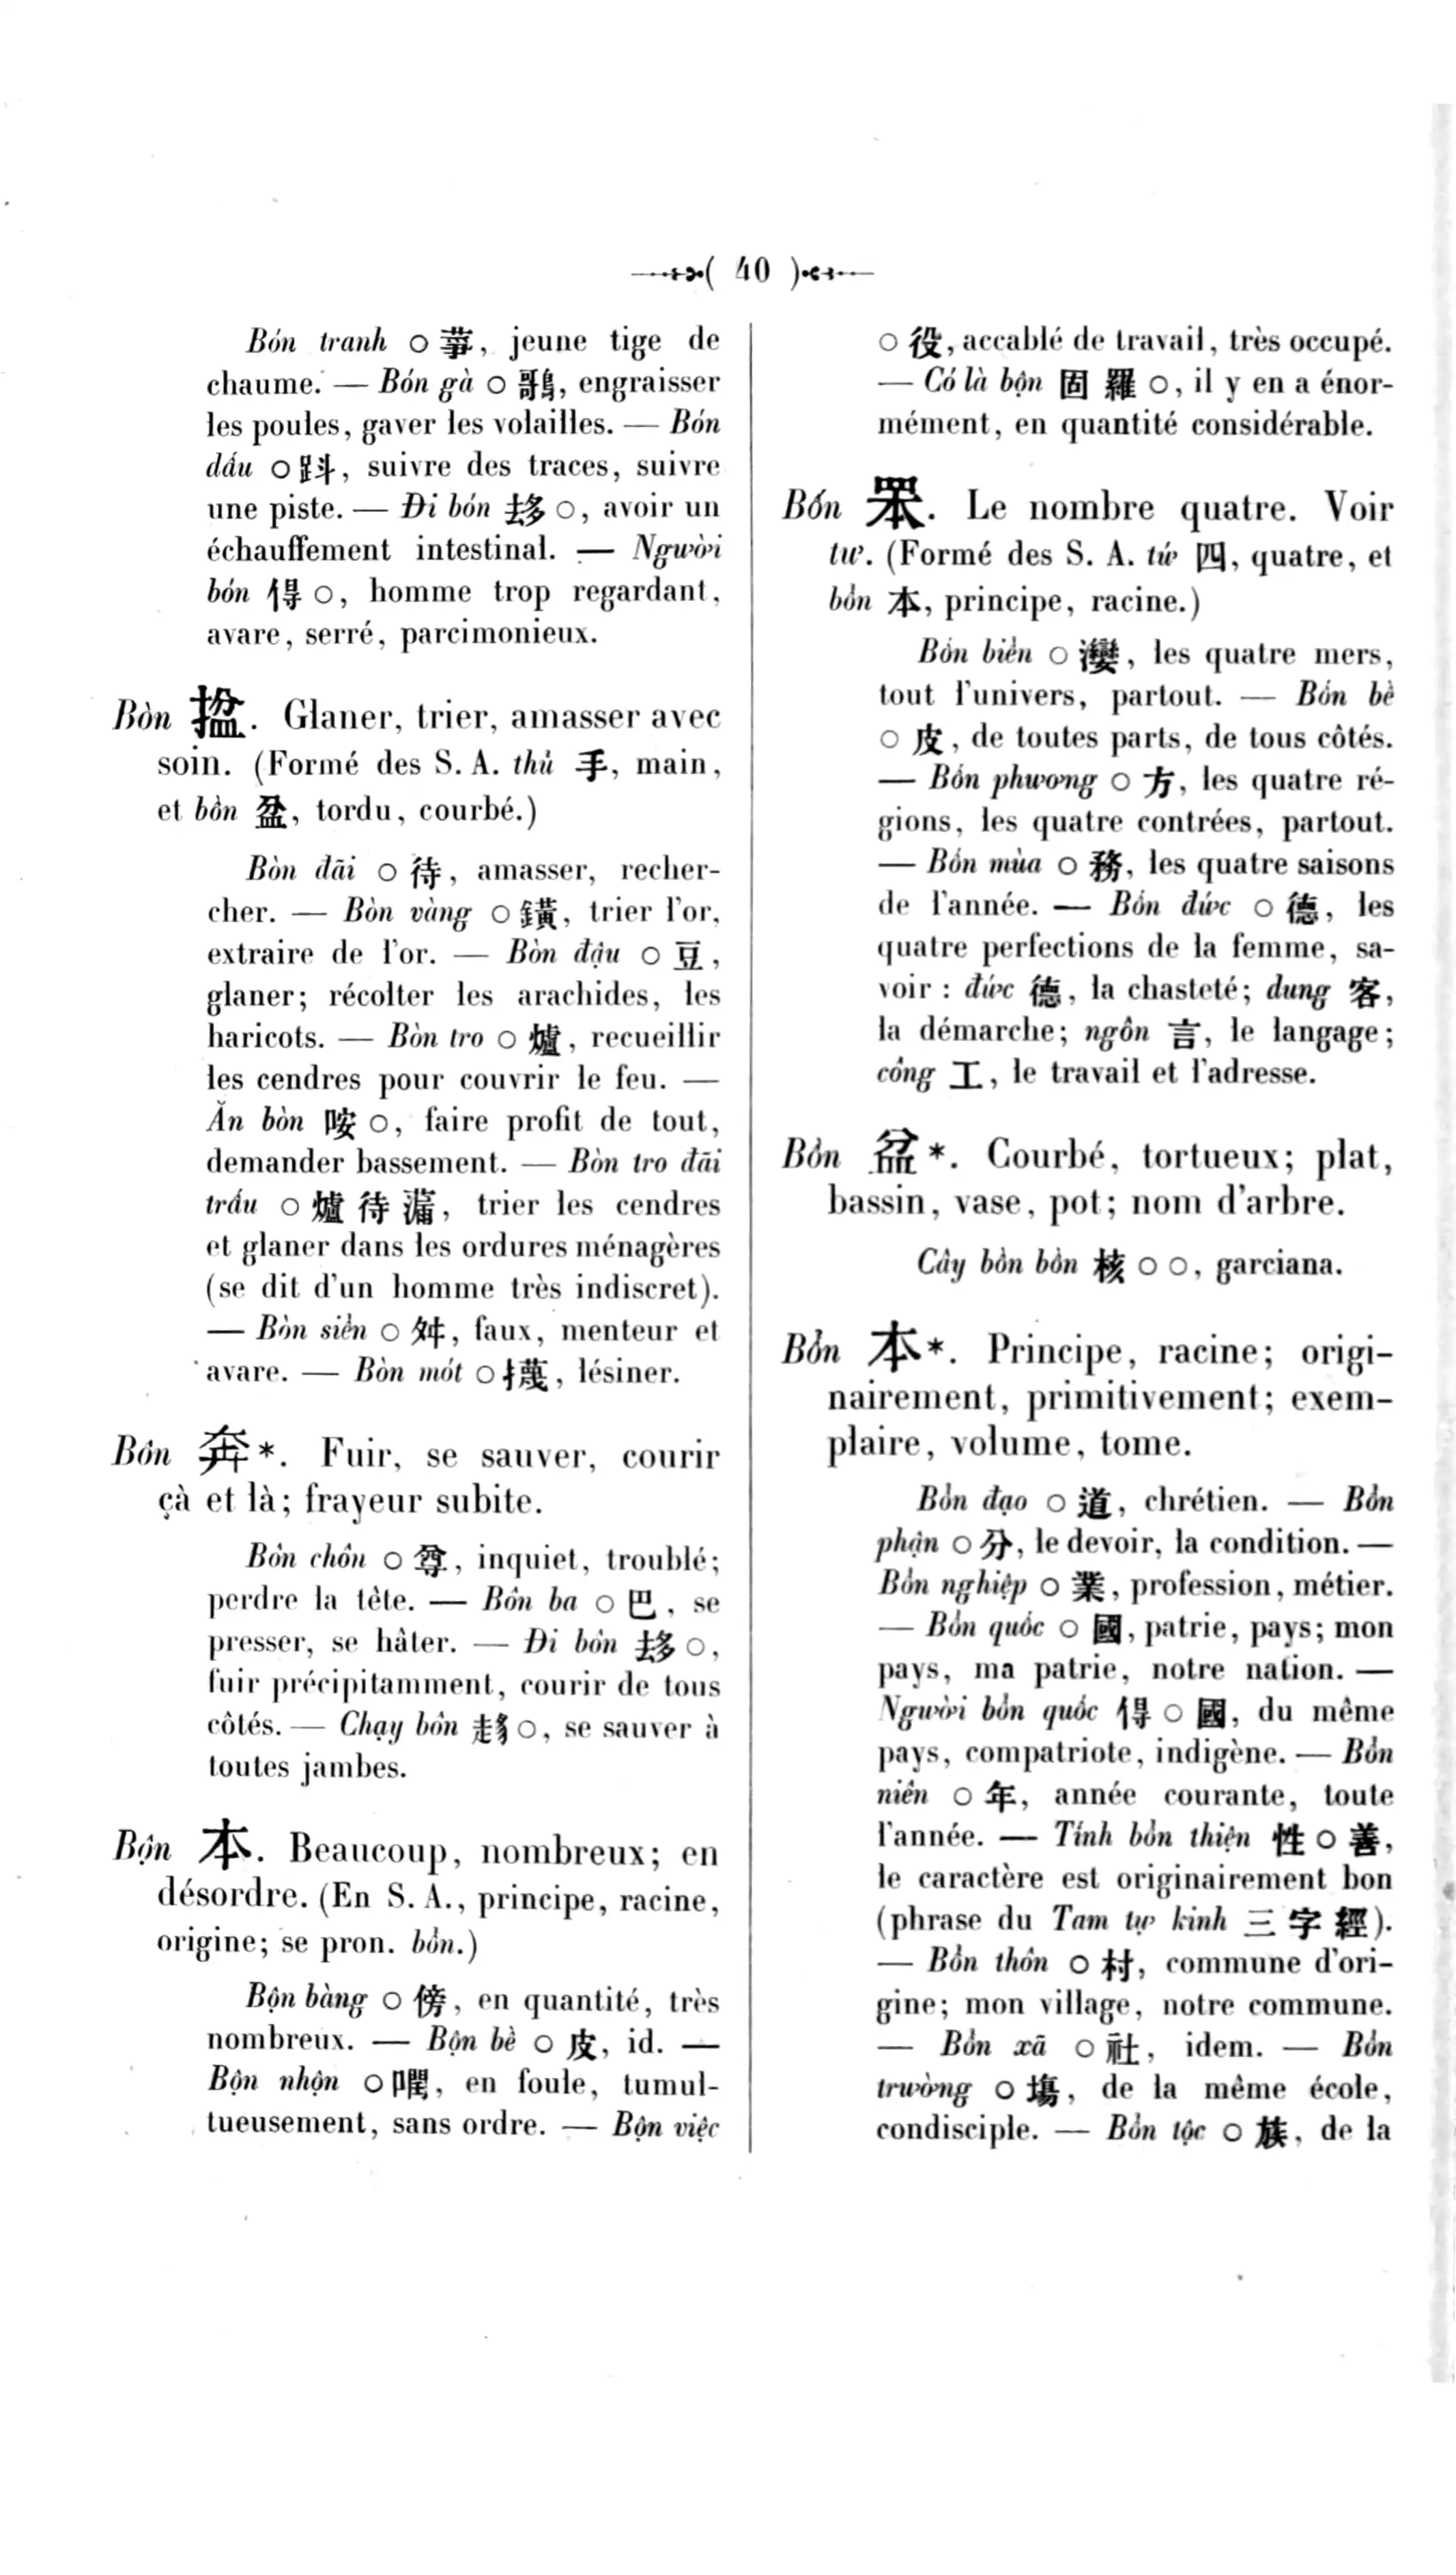 ( 40 )
Bón tranh ○ 葶, jeune tige de
chaume. — Bón gà ○ 𪃿, engraisser
les poules, gaver les volailles. — Bón
dấu ○ 𧿫, suivre des traces, suivre
une piste. — Đi bón 𠫾 ○, avoir un
échauffement intestinal. — Người
bón 㝵 ○, homme trop regardant,
avare, serré, parcimonieux.
Bòn 搵. Glaner, trier, amasser avec
soin. (Formé des S. A. thủ 手, main,
et bồn 盆, tordu, courbé.)
Bòn đãi ○ 待, amasser, recher-
cher. — Bòn vàng ○ 鐄, trier l'or,
extraire de l'or. — Bòn đậu ○ 豆,
glaner; récolter les arachides, les
haricots. — Bòn tro ○ 爐, recueillir
les cendres pour couvrir le feu. —
Ăn bòn 咹 ○, faire profit de tout,
demander bassement. — Bòn tro đãi
trấu ○ 爐 待, trier les cendres
et glaner dans les ordures ménagères
(se dit d'un homme très indiscret).
— Bòn siển ○ 舛, faux, menteur et
avare. — Bòn mót ○, lésiner.
Bôn 奔*. Fuir, se sauver, courir
çà et là; frayeur subite.
Bôn chôn ○ 尊, inquiet, troublé;
perdre la tête. — Bôn ba ○ 巴, se
presser, se hâter. — Đi bôn 𠫾 ○,
fuir précipitamment, courir de tous
côtés. — Chạy bôn 趍 ○, se sauver à
toutes jambes.
Bộn 本. Beaucoup, nombreux; en
désordre. (En S. A., principe, racine,
origine; se pron. bổn.)
Bộn bàng ○ 傍, en quantité, très
nombreux. — Bộn bề ○ 皮, id. —
Bộn nhộn ○ 㗲, en foule, tumul-
tueusement, sans ordre. — Bộn việc
○ 役, accablé de travail, très occupé.
— Có là bộn 固 羅 ○, il y en a énor-
mément, en quantité considérable.
Bốn 𦊚. Le nombre quatre. Voir
tư. (Formé des S. A. tứ 四, quatre, et
bổn 本, principe, racine.)
Bốn biển ○ 灓, les quatre mers,
tout l'univers, partout. — Bốn bề
○ 皮, de toutes parts, de tous côtés.
— Bốn phương ○ 方, les quatre ré-
gions, les quatre contrées, partout.
— Bốn mùa ○ 務, les quatre saisons
de l'année. — Bốn đức ○ 德, les
quatre perfections de la femme, sa-
voir : đức 德, la chasteté; dung 容,
la démarche; ngôn 言, le langage;
công 工, le travail et l'adresse.
Bồn 盆*. Courbé, tortueux; plat,
bassin, vase, pot; nom d'arbre.
Cây bồn bồn 核 ○ ○, garciana.
Bổn 本*. Principe, racine; origi-
nairement, primitivement; exem-
plaire, volume, tome.
Bổn đạo ○ 道, chrétien. — Bổn
phận ○ 分, le devoir, la condition. —
Bổn nghiệp ○ 業, profession, métier.
— Bổn quốc ○ 國, patrie, pays; mon
pays, ma patrie, notre nation. —
Người bổn quốc 㝵 ○ 國, du même
pays, compatriote, indigène. — Bổn
niên ○ 年, année courante, toute
l'année. — Tính bổn thiện 性 ○ 善,
le caractère est originairement bon
(phrase du Tam tự kinh 三 字 經).
— Bổn thôn ○ 村, commune d'ori-
gine; mon village, notre commune.
— Bổn xã ○ 社, idem. — Bổn
trường ○ 塲, de la même école,
condisciple. — Bổn tộc ○ 族, de la